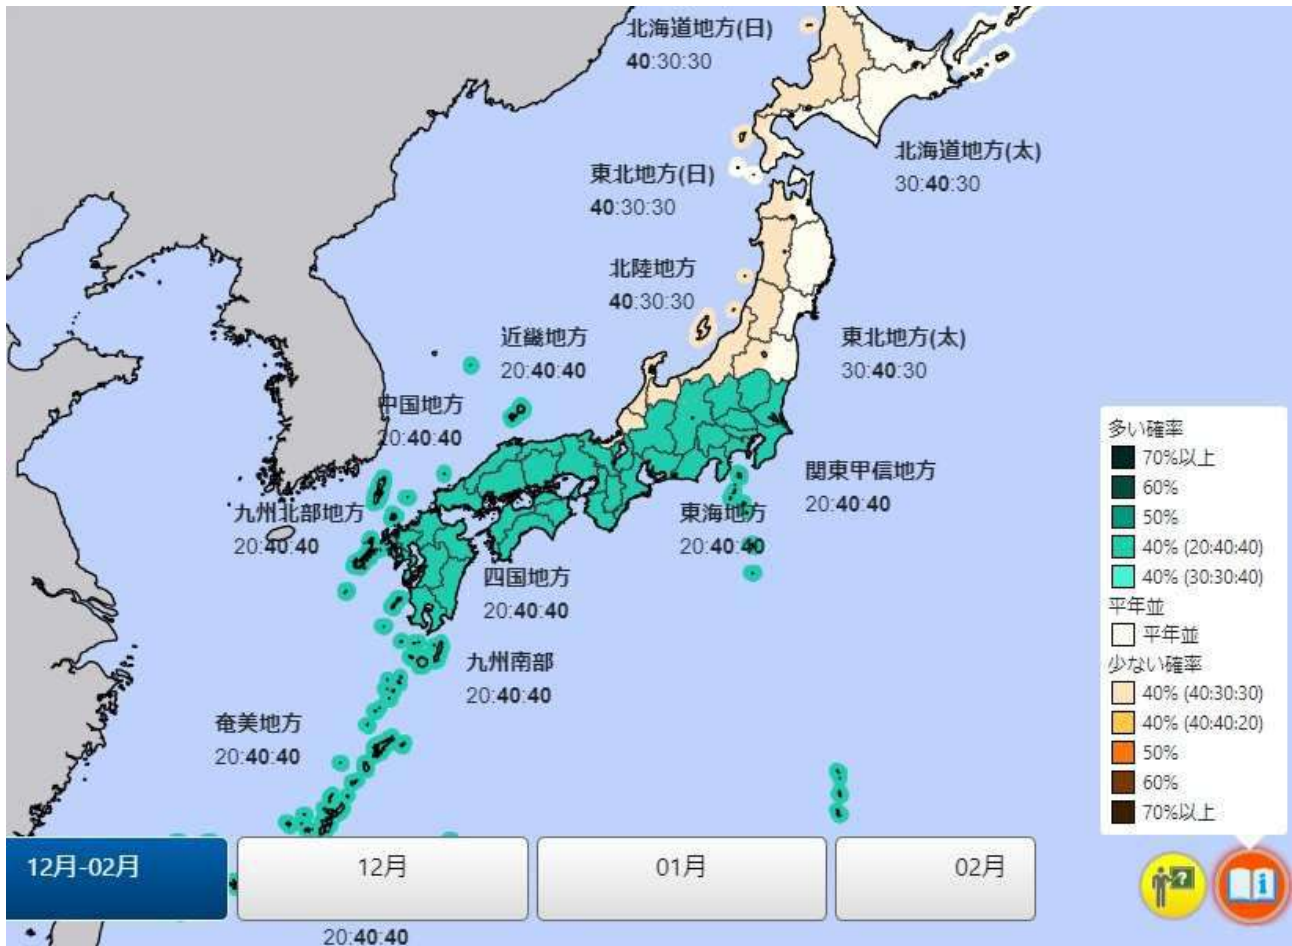 北海道地方(日)
40:30:30
北海道地方(太)
30:40:30
東北地方(日)
40:30:30
北陸地方
40:30:30
近畿地方
20:40:40
東北地方(太)
30:40:30
中国地方
20:40:40
関東甲信地方
20:40:40
九州北部地方
20:40:40
東海地方
20:40:40
四国地方
20:40:40
九州南部
20:40:40
奄美地方
20:40:40
多い確率
70%以上
60%
50%
40% (20:40:40)
40% (30:30:40)
平年並
平年並
少ない確率
40% (40:30:30)
40% (40:40:20)
50%
60%
70%以上
12月-02月
12月
01月
02月
?
i
20:40:40